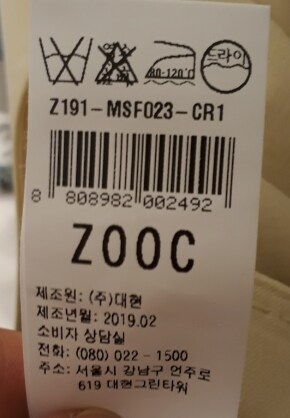 80-120℃
드라이
Z191-MSF023-CR1
8 808982 002492
ZOOC
제조원: (주)대현
제조년월: 2019.02
소비자 상담실
전화: (080) 022-1500
주소: 서울시 강남구 언주로
619 대현그린타워